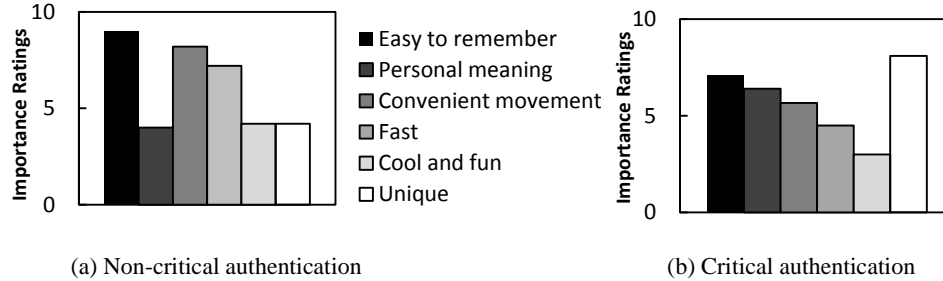 Importance Ratings
10
5
0
Easy to remember
Personal meaning
Convenient movement
Fast
Cool and fun
Unique
Importance Ratings
10
5
0
(a) Non-critical authentication
(b) Critical authentication